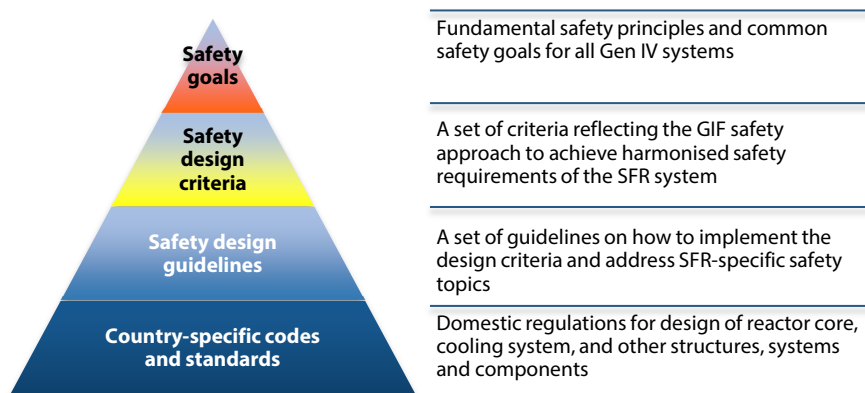 Safety
goals
Fundamental safety principles and common
safety goals for all Gen IV systems
Safety
design
criteria
A set of criteria reflecting the GIF safety
approach to achieve harmonised safety
requirements of the SFR system
Safety design
guidelines
A set of guidelines on how to implement the
design criteria and address SFR-specific safety
topics
Country-specific codes
and standards
Domestic regulations for design of reactor core,
cooling system, and other structures, systems
and components